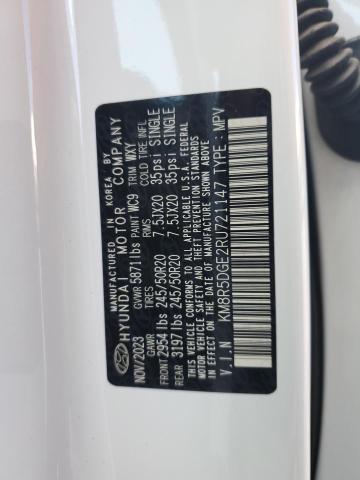 MANUFACTURED IN KOREA BY
HYUNDAI MOTOR COMPANY
NOV/2023 GVWR 5871lbs PAINT WC9 TRIM WXY
GAWR TIRES RIMS COLD TIRE INFL.
FRONT 2954 lbs 245/50R20 7.5JX20 35psi SINGLE
REAR 3197 lbs 245/50R20 7.5JX20 35psi SINGLE
THIS VEHICLE CONFORMS TO ALL APPLICABLE U.S.A. FEDERAL
MOTOR VEHICLE SAFETY, BUMPER, AND THEFT PREVENTION STANDARDS
IN EFFECT ON THE DATE OF MANUFACTURE SHOWN ABOVE
V.I.N : KM8R5DGE2RU721147 TYPE : MPV